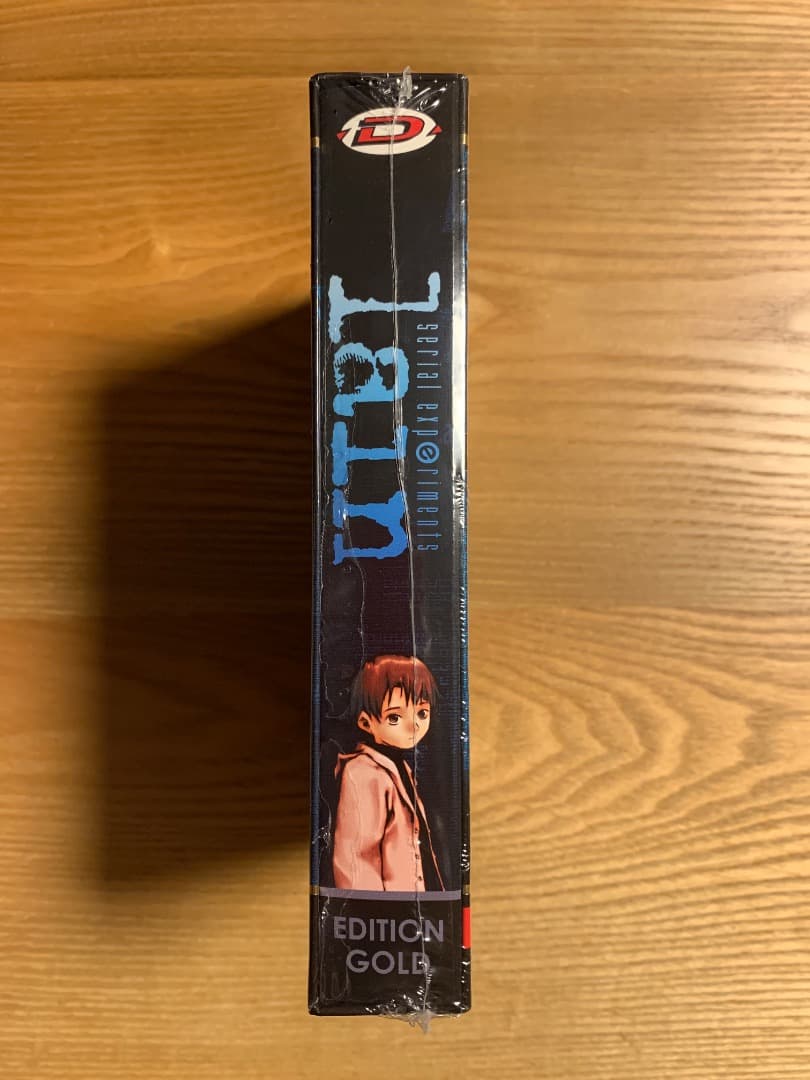 D
serial experiments
lain
EDITION
GOLD